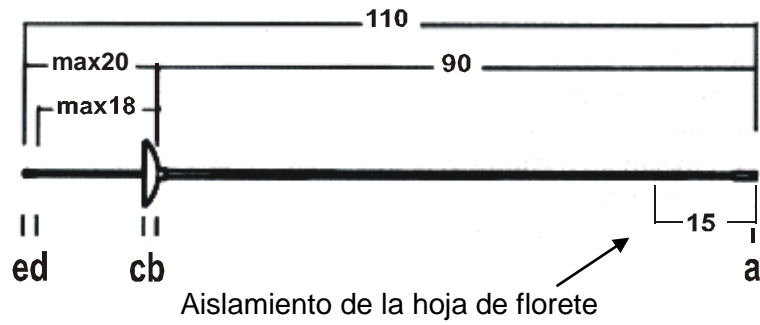 110
max20 90
max18
15
ed cb a
Aislamiento de la hoja de florete